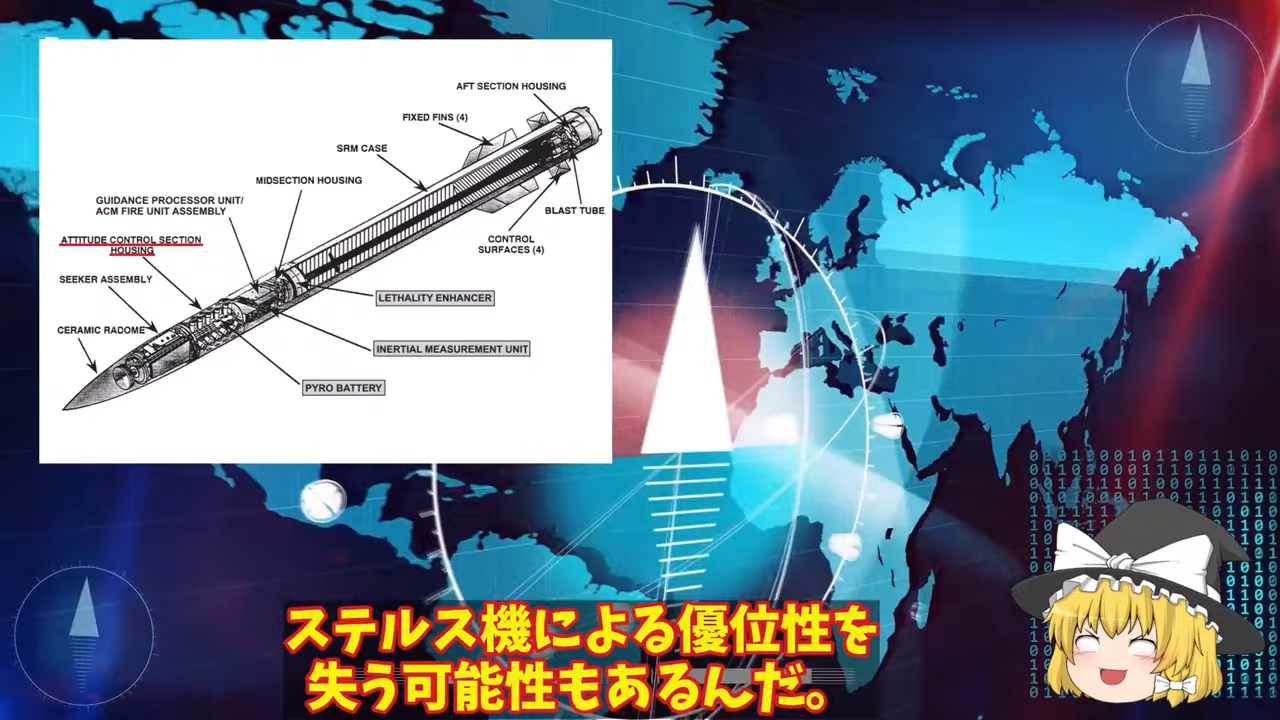 AFT SECTION HOUSING
FIXED FINS (4)
SRM CASE
MIDSECTION HOUSING
GUIDANCE PROCESSOR UNIT/
ACM FIRE UNIT ASSEMBLY
BLAST TUBE
ATTITUDE CONTROL SECTION
HOUSING
CONTROL
SURFACES (4)
SEEKER ASSEMBLY
LETHALITY ENHANCER
CERAMIC RADOME
INERTIAL MEASUREMENT UNIT
PYRO BATTERY
ステルス機による優位性を
失う可能性もあるんだ。